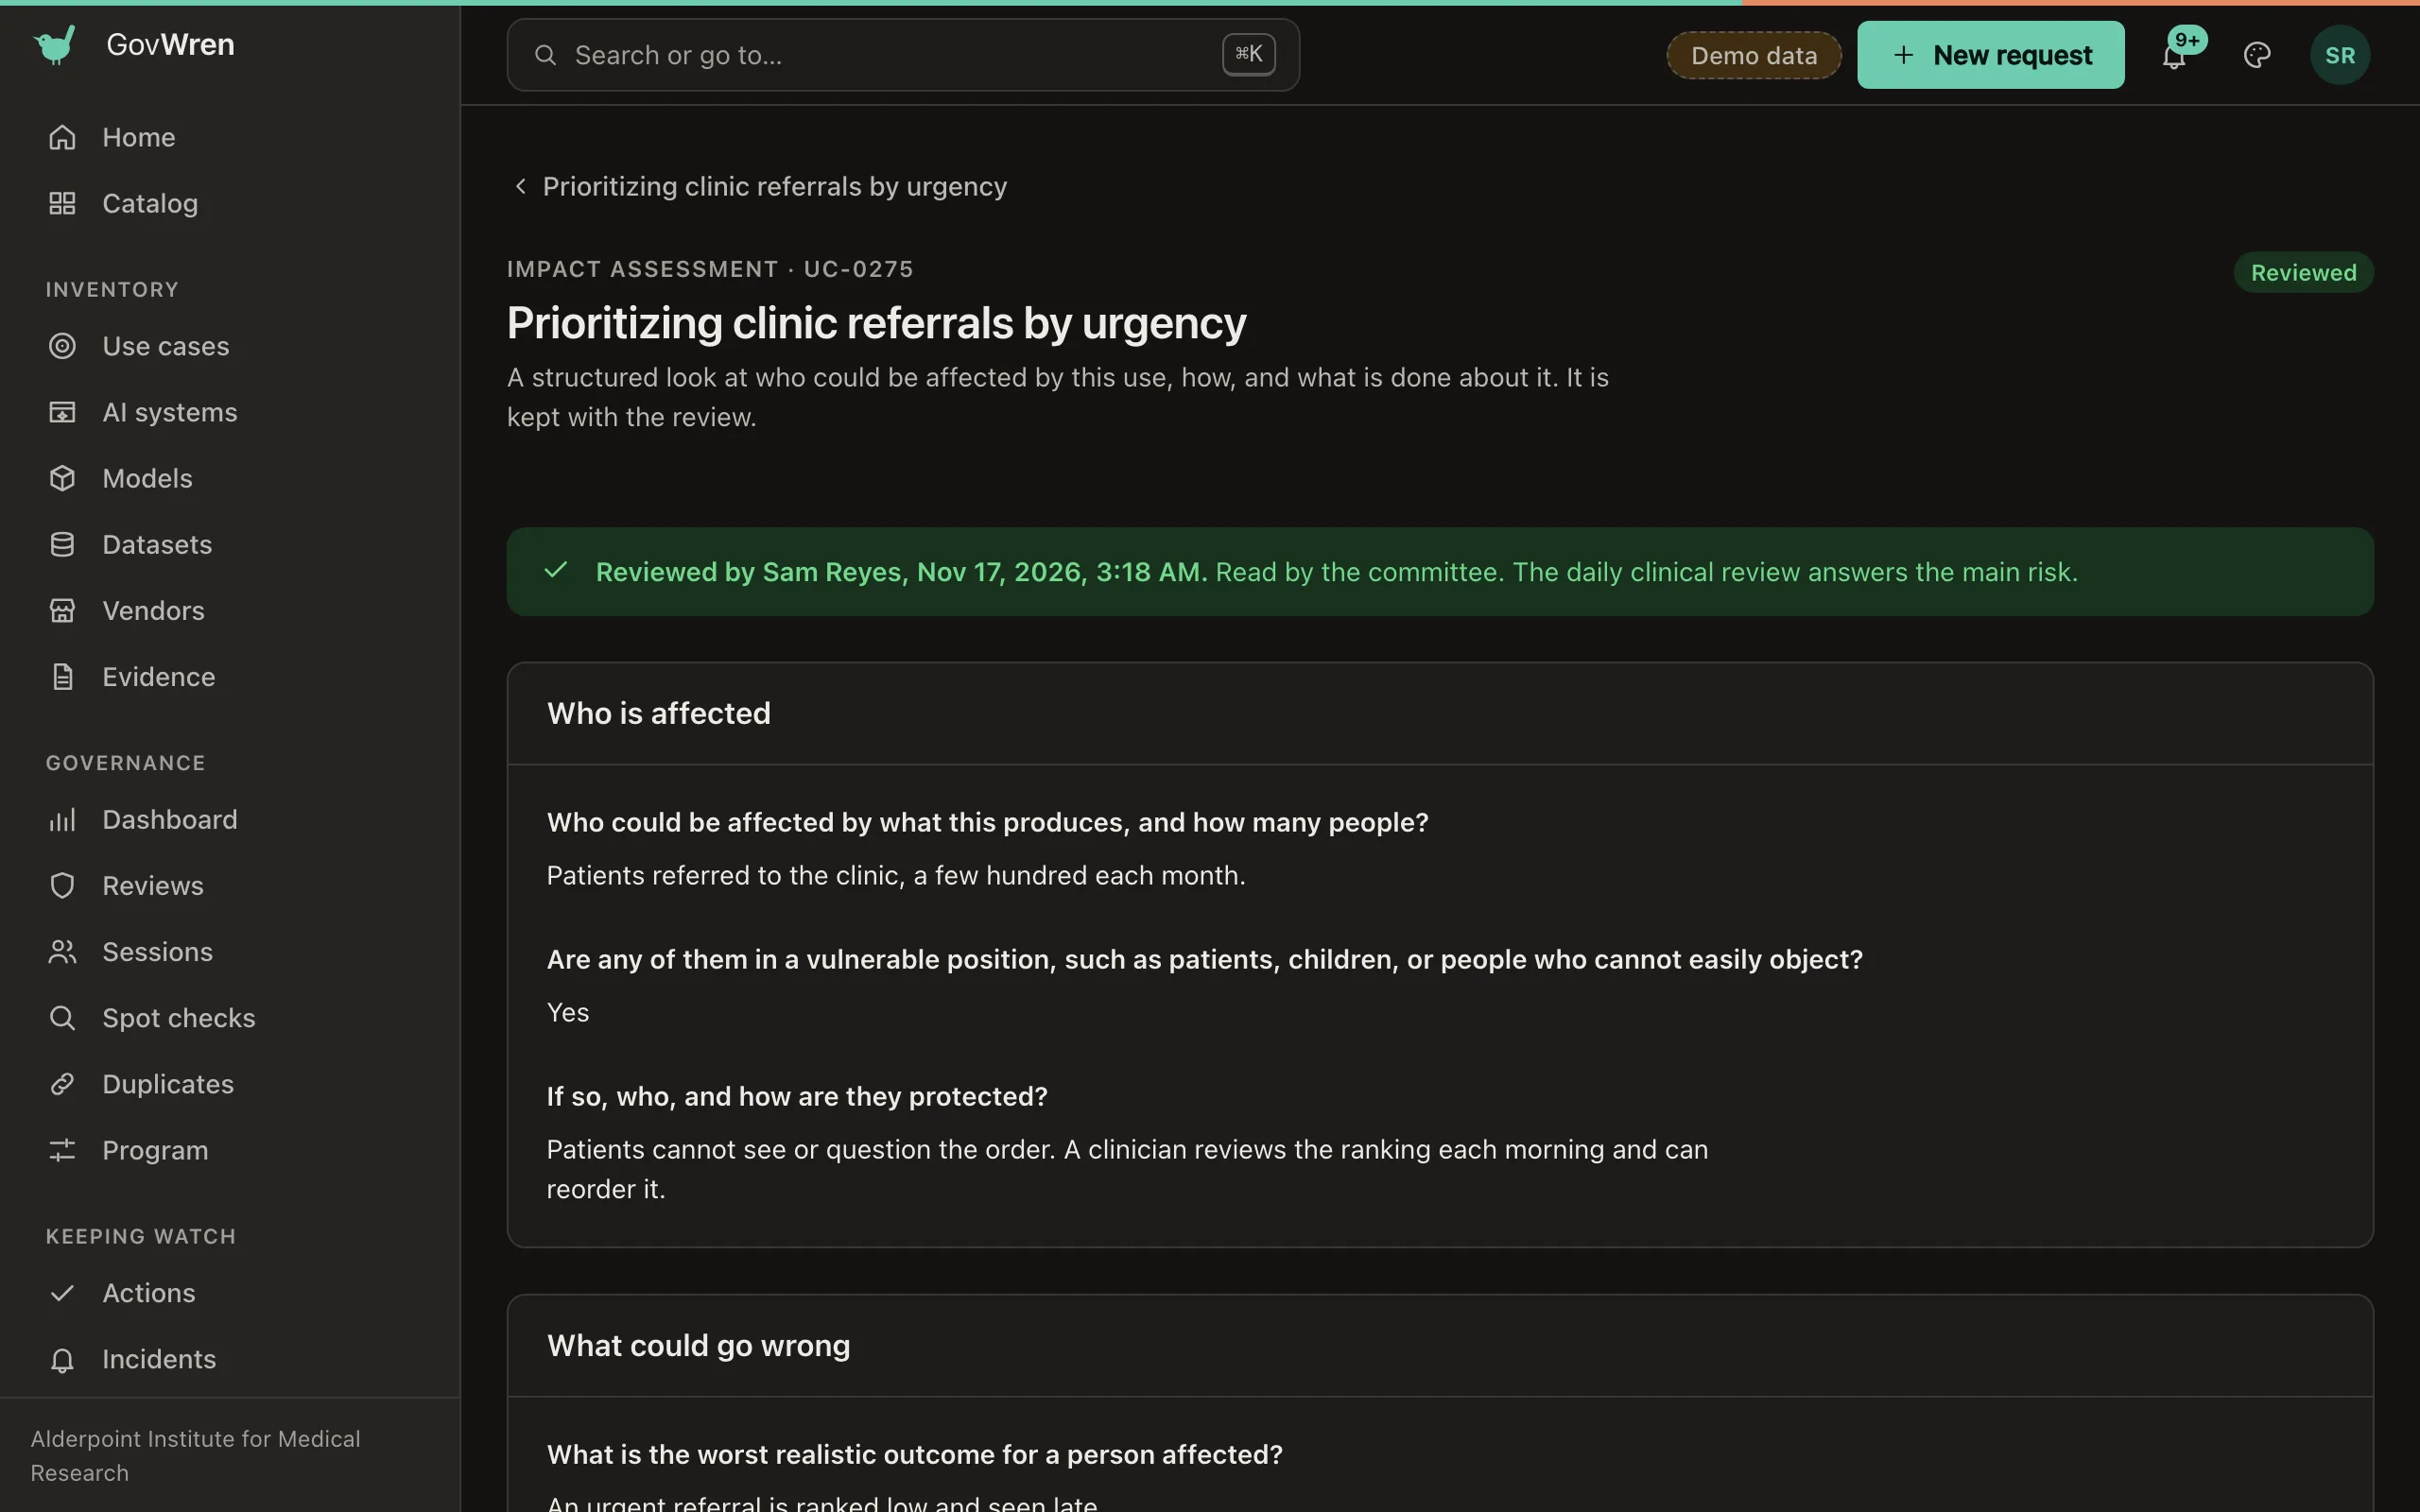 GovWren
Search or go to...
⌘K
Demo data
+ New request
9+
SR
Home
Catalog
INVENTORY
Use cases
AI systems
Models
Datasets
Vendors
Evidence
GOVERNANCE
Dashboard
Reviews
Sessions
Spot checks
Duplicates
Program
KEEPING WATCH
Actions
Incidents
Alderpoint Institute for Medical
Research
Prioritizing clinic referrals by urgency
IMPACT ASSESSMENT · UC-0275
Reviewed
Prioritizing clinic referrals by urgency
A structured look at who could be affected by this use, how, and what is done about it. It is
kept with the review.
Reviewed by Sam Reyes, Nov 17, 2026, 3:18 AM. Read by the committee. The daily clinical review answers the main risk.
Who is affected
Who could be affected by what this produces, and how many people?
Patients referred to the clinic, a few hundred each month.
Are any of them in a vulnerable position, such as patients, children, or people who cannot easily object?
Yes
If so, who, and how are they protected?
Patients cannot see or question the order. A clinician reviews the ranking each morning and can
reorder it.
What could go wrong
What is the worst realistic outcome for a person affected?
An urgent referral is ranked low and seen late.